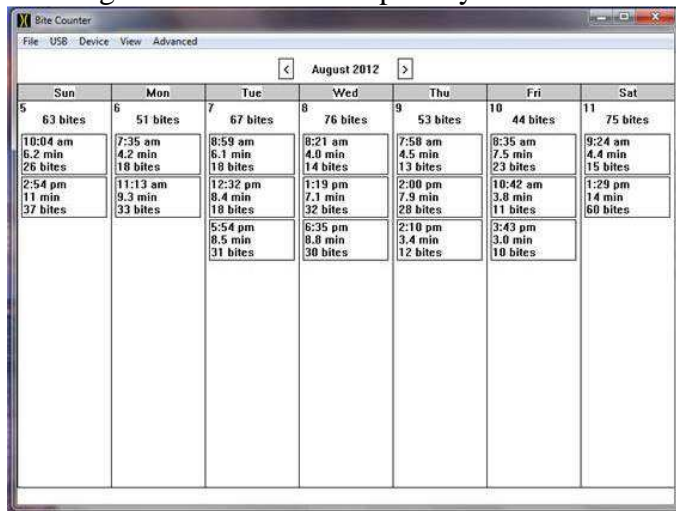 Bite Counter
File USB Device View Advanced
< August 2012 >
Sun Mon Tue Wed Thu Fri Sat
5 6 7 8 9 10 11
63 bites 51 bites 67 bites 76 bites 53 bites 44 bites 75 bites
10:04 am 7:35 am 8:59 am 8:21 am 7:58 am 8:35 am 9:24 am
6.2 min 4.2 min 6.1 min 4.0 min 4.5 min 7.5 min 4.4 min
26 bites 18 bites 18 bites 14 bites 13 bites 23 bites 15 bites
2:54 pm 11:13 am 12:32 pm 1:19 pm 2:00 pm 10:42 am 1:29 pm
11 min 9.3 min 8.4 min 7.1 min 7.9 min 3.8 min 14 min
37 bites 33 bites 18 bites 32 bites 28 bites 11 bites 60 bites
5:54 pm 6:35 pm 2:10 pm 3:43 pm
8.5 min 8.8 min 3.4 min 3.0 min
31 bites 30 bites 12 bites 10 bites